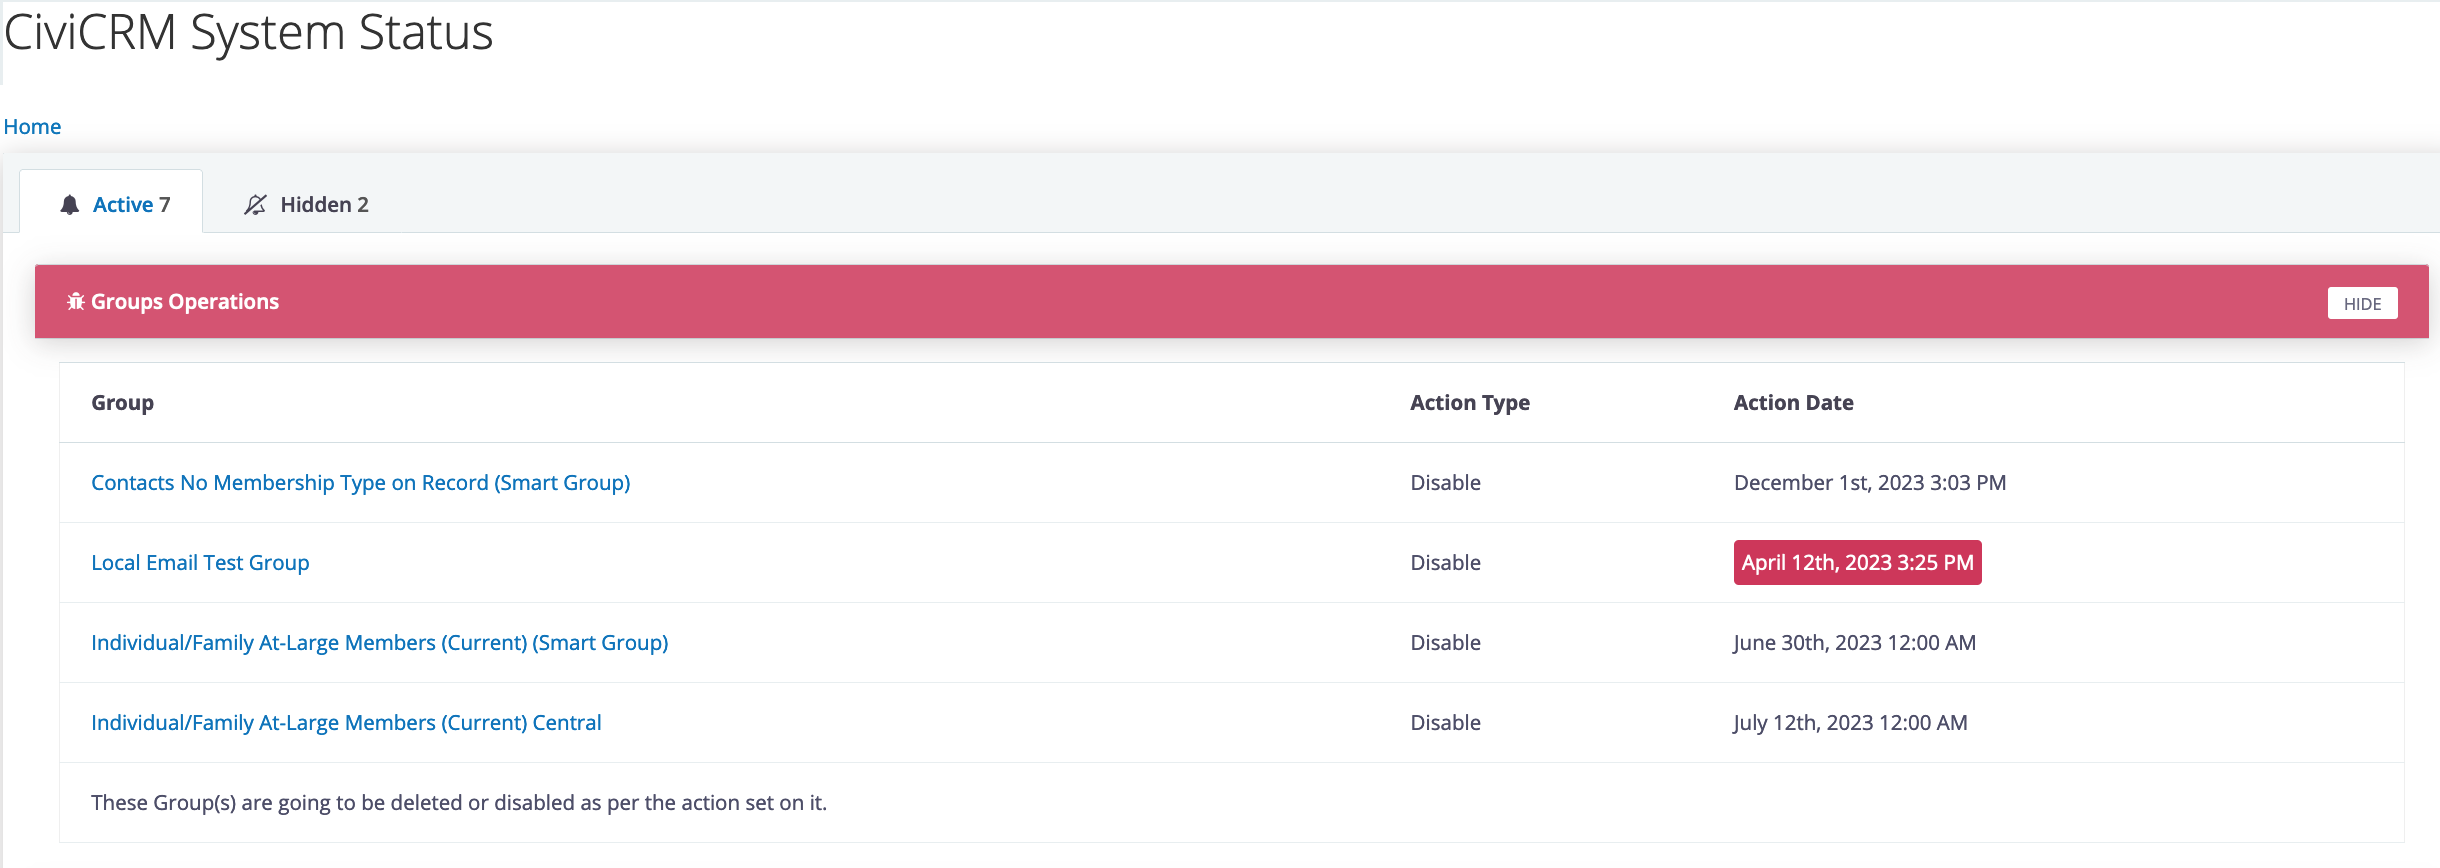 CiviCRM System Status
Home
Active 7
Hidden 2
Groups Operations
HIDE
Group Action Type Action Date
Contacts No Membership Type on Record (Smart Group) Disable December 1st, 2023 3:03 PM
Local Email Test Group Disable April 12th, 2023 3:25 PM
Individual/Family At-Large Members (Current) (Smart Group) Disable June 30th, 2023 12:00 AM
Individual/Family At-Large Members (Current) Central Disable July 12th, 2023 12:00 AM
These Group(s) are going to be deleted or disabled as per the action set on it.